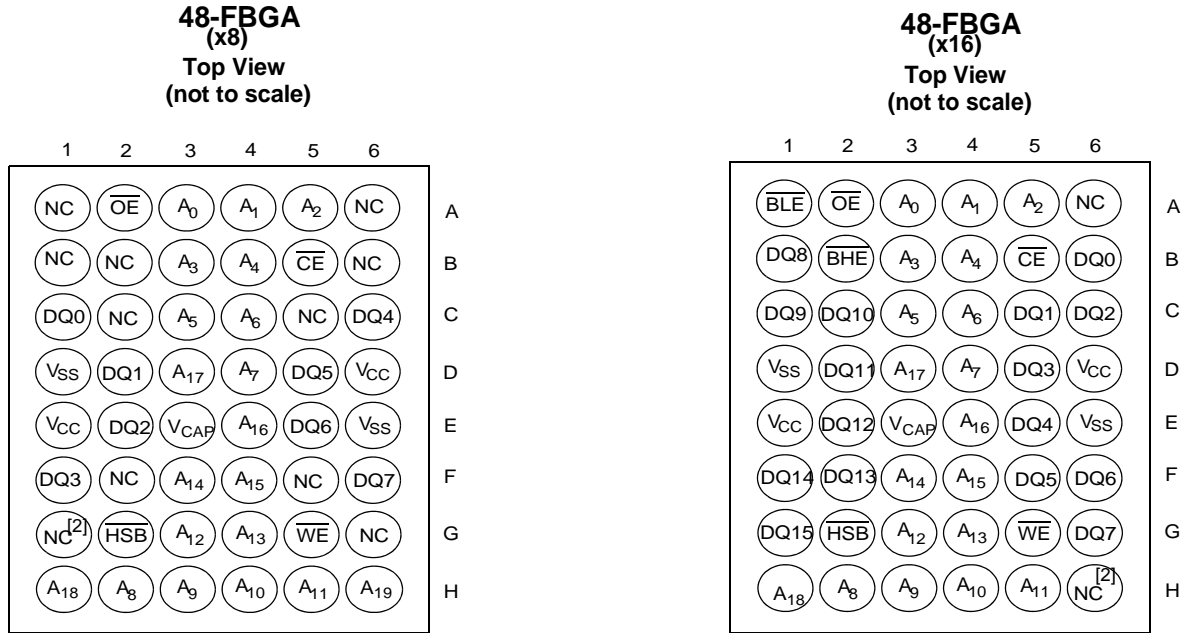 48-FBGA
(x8)
Top View
(not to scale)
1 2 3 4 5 6
NC OE A0 A1 A2 NC A
NC NC A3 A4 CE NC B
DQ0 NC A5 A6 NC DQ4 C
VSS DQ1 A17 A7 DQ5 VCC D
VCC DQ2 VCAP A16 DQ6 VSS E
DQ3 NC A14 A15 NC DQ7 F
NC[2] HSB A12 A13 WE NC G
A18 A8 A9 A10 A11 A19 H
48-FBGA
(x16)
Top View
(not to scale)
1 2 3 4 5 6
BLE OE A0 A1 A2 NC A
DQ8 BHE A3 A4 CE DQ0 B
DQ9 DQ10 A5 A6 DQ1 DQ2 C
VSS DQ11 A17 A7 DQ3 VCC D
VCC DQ12 VCAP A16 DQ4 VSS E
DQ14 DQ13 A14 A15 DQ5 DQ6 F
DQ15 HSB A12 A13 WE DQ7 G
A18 A8 A9 A10 A11 NC[2] H